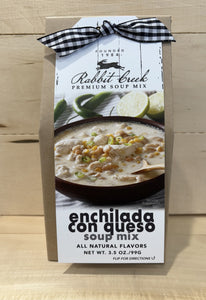 FOUNDED
1984
Rabbit Creek
PREMIUM SOUP MIX
enchilada
con queso
soup mix
ALL NATURAL FLAVORS
NET WT. 3.5 OZ./99G
FLIP FOR DIRECTIONS